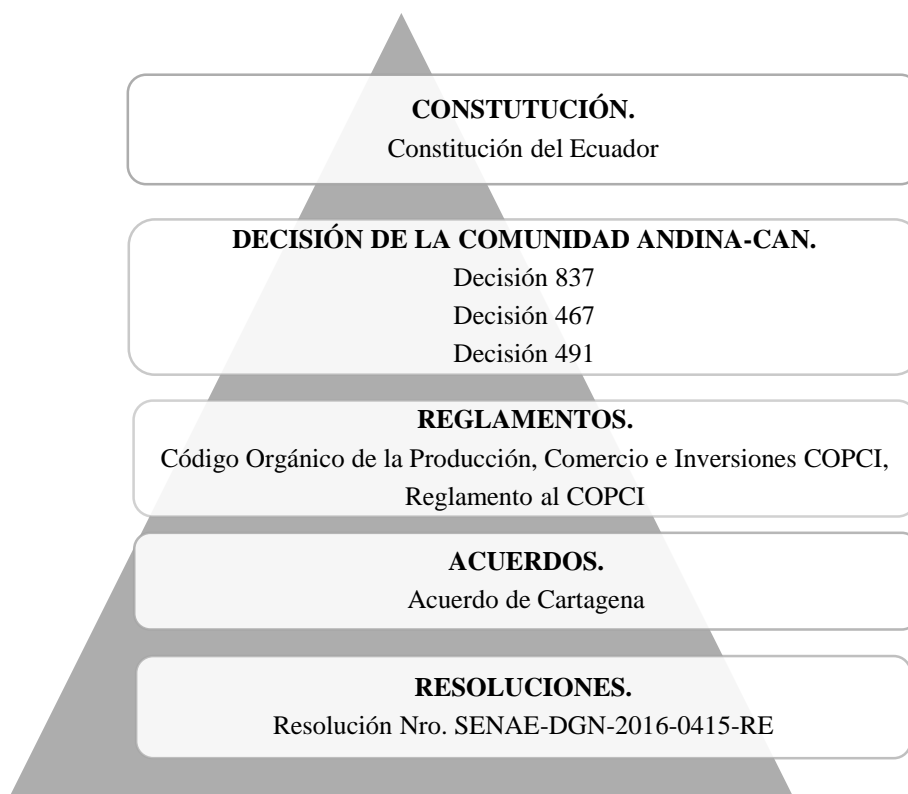 CONSTUTUCIÓN.
Constitución del Ecuador
DECISIÓN DE LA COMUNIDAD ANDINA-CAN.
Decisión 837
Decisión 467
Decisión 491
REGLAMENTOS.
Código Orgánico de la Producción, Comercio e Inversiones COPCI,
Reglamento al COPCI
ACUERDOS.
Acuerdo de Cartagena
RESOLUCIONES.
Resolución Nro. SENAE-DGN-2016-0415-RE